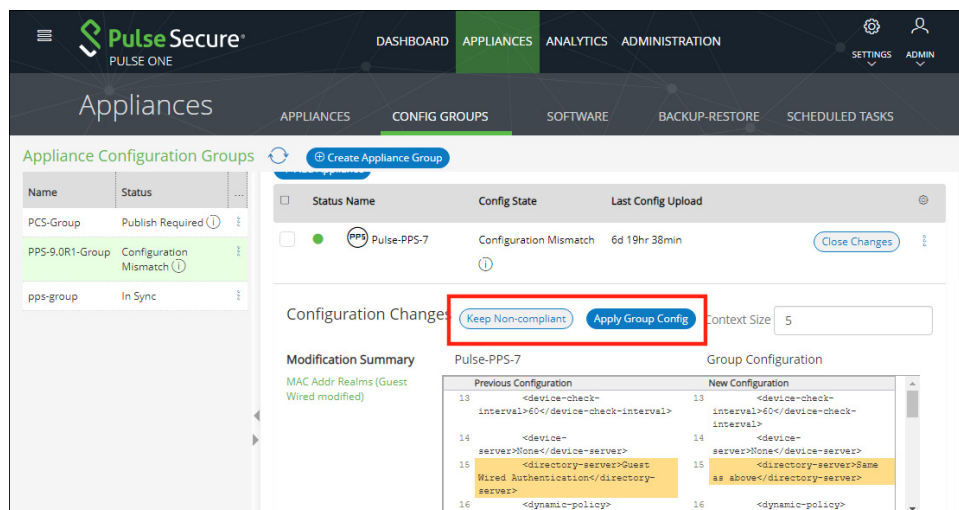 Pulse Secure®
PULSE ONE
DASHBOARD APPLIANCES ANALYTICS ADMINISTRATION
SETTINGS ADMIN
Appliances
APPLIANCES CONFIG GROUPS SOFTWARE BACKUP-RESTORE SCHEDULED TASKS
Appliance Configuration Groups
Create Appliance Group
Name Status ...
PCS-Group Publish Required
PPS-9.0R1-Group Configuration
Mismatch
pps-group In Sync
Status Name Config State Last Config Upload
PPS Pulse-PPS-7 Configuration Mismatch 6d 19hr 38min Close Changes
Configuration Changes Keep Non-compliant Apply Group Config Context Size 5
Modification Summary Pulse-PPS-7 Group Configuration
MAC Addr Realms (Guest
Wired modified)
Previous Configuration New Configuration
13 <device-check- 13 <device-check-
interval>60</device-check-interval> interval>60</device-check-
interval>
14 <device- 14 <device-
server>None</device-server> server>None</device-server>
15 <directory-server>Guest 15 <directory-server>Same
Wired Authentication</directory- as above</directory-server>
server>
16 <dynamic-policy> 16 <dynamic-policy>